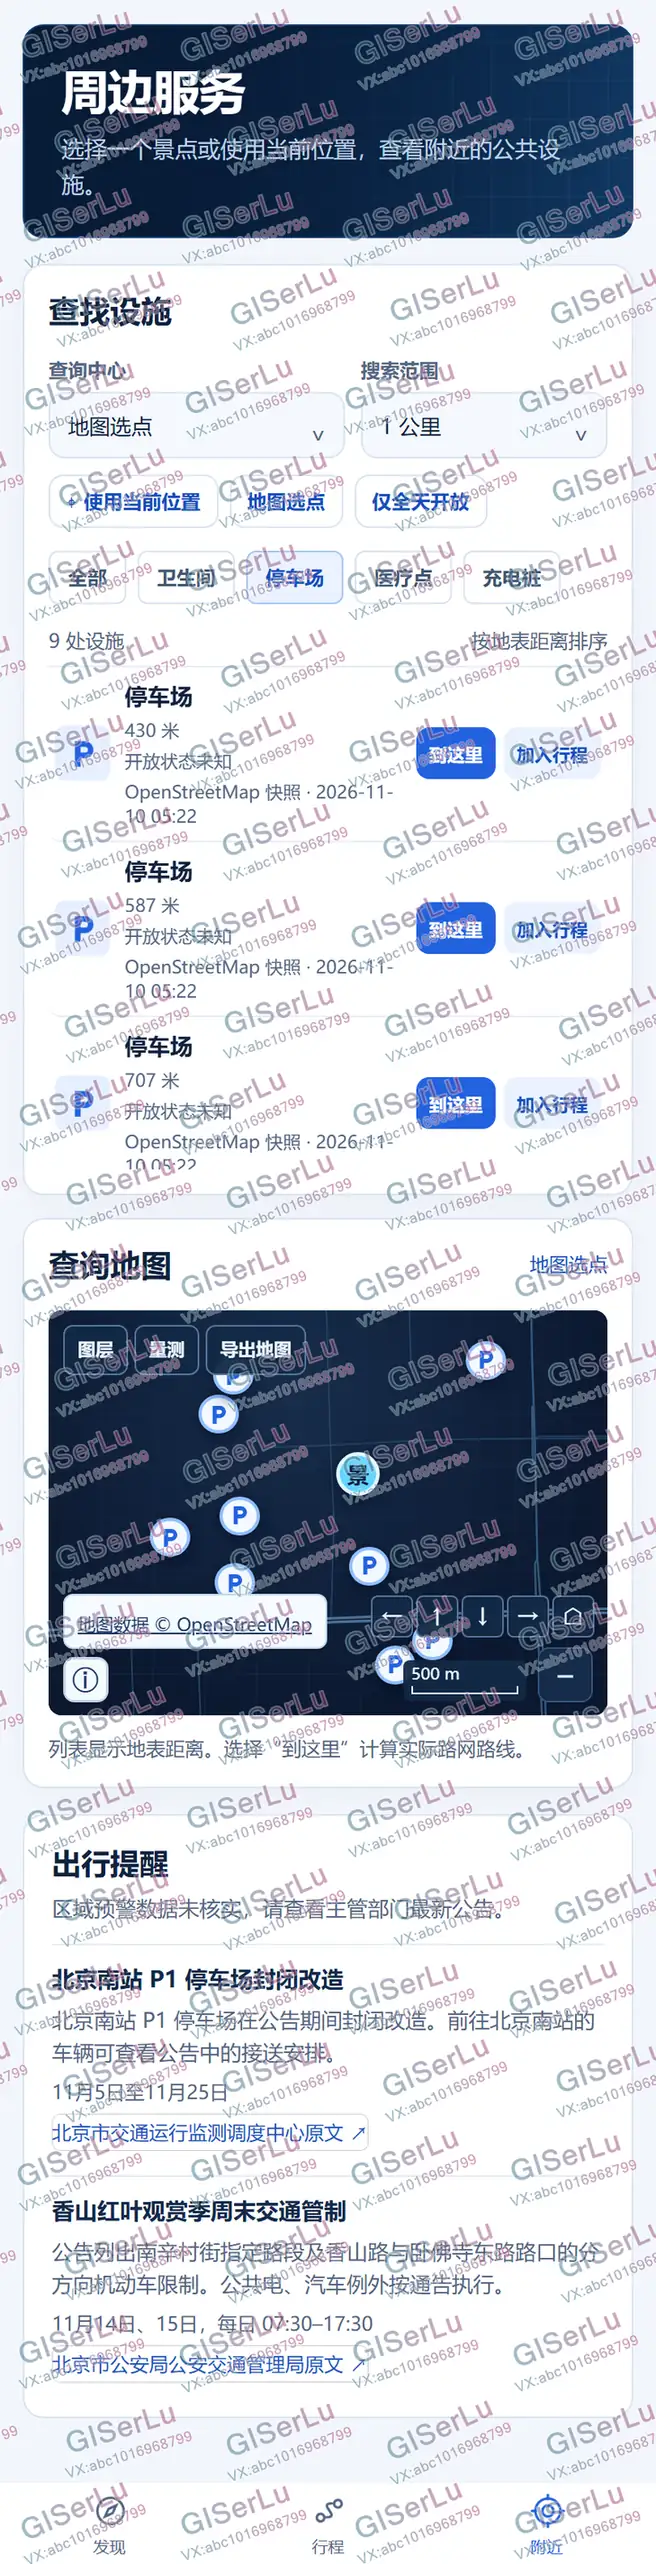 周边服务
选择一个景点或使用当前位置，查看附近的公共设
施。
查找设施
查询中心
搜索范围
地图选点
1 公里
使用当前位置
地图选点
仅全天开放
全部
卫生间
停车场
医疗点
充电桩
9 处设施
按地表距离排序
停车场
430 米
P
开放状态未知
OpenStreetMap 快照 · 2026-11-
10 05:22
到这里
加入行程
停车场
587 米
P
开放状态未知
OpenStreetMap 快照 · 2026-11-
10 05:22
到这里
加入行程
停车场
707 米
P
开放状态未知
OpenStreetMap 快照 · 2026-11-
10 05:22
到这里
加入行程
查询地图
地图选点
图层
量测
导出地图
P
P
P
景
P
P
P
P
地图数据 © OpenStreetMap
← ↑ ↓ →
P
P
500 m
−
列表显示地表距离。选择“到这里”计算实际路网路线。
出行提醒
区域预警数据未核实，请查看主管部门最新公告。
北京南站 P1 停车场封闭改造
北京南站 P1 停车场在公告期间封闭改造。前往北京南站的
车辆可查看公告中的接送安排。
11月5日至11月25日
北京市交通运行监测调度中心原文 ↗
香山红叶观赏季周末交通管制
公告列出南辛村街指定路段及香山路与卧佛寺东路路口的分
方向机动车限制。公共电、汽车例外按通告执行。
11月14日、15日，每日 07:30–17:30
北京市公安局公安交通管理局原文 ↗
发现
行程
附近
GISerLu
VX:abc1016968799